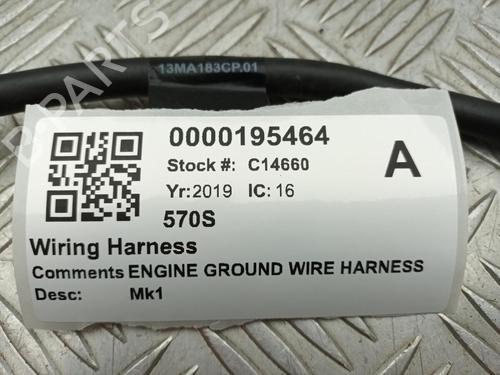 13MA183CP.01
B-PARTS
0000195464
A
Stock #: C14660
Yr: 2019 IC: 16
570S
Wiring Harness
Comments ENGINE GROUND WIRE HARNESS
Desc: Mk1